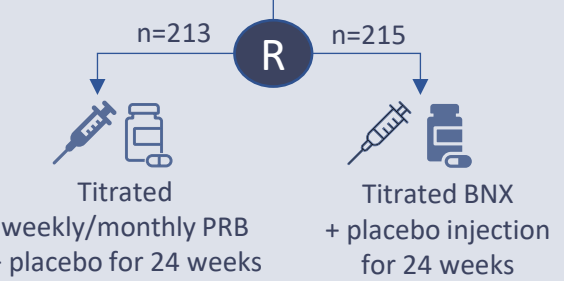 n=213
R
n=215
Titrated
weekly/monthly PRB
+ placebo for 24 weeks
Titrated BNX
+ placebo injection
for 24 weeks